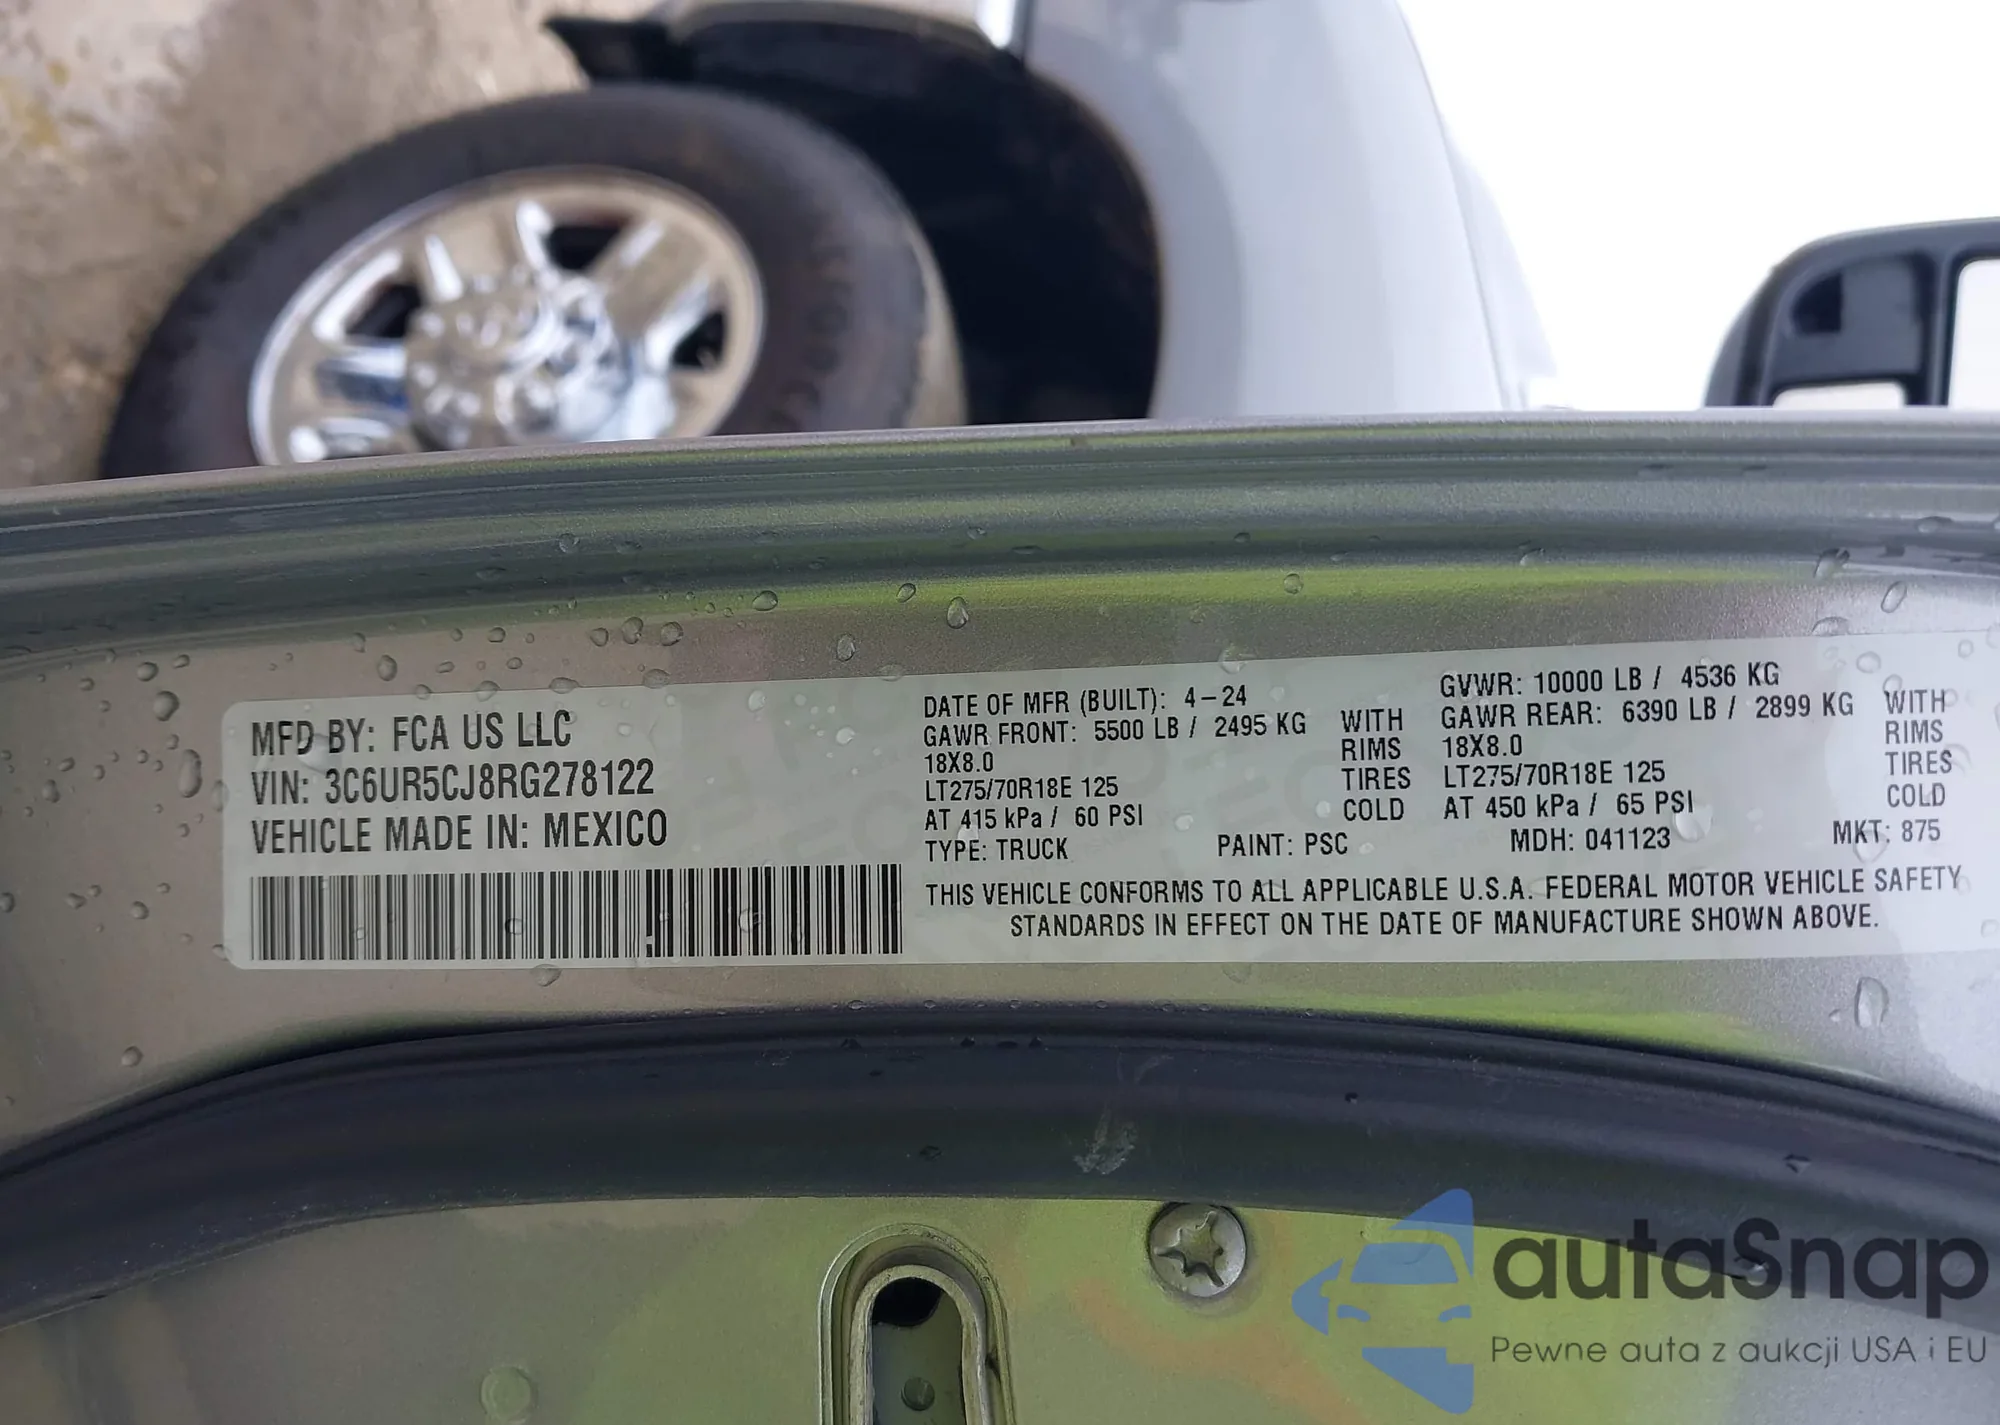 MFD BY: FCA US LLC
VIN: 3C6UR5CJ8RG278122
VEHICLE MADE IN: MEXICO
DATE OF MFR (BUILT): 4-24
GAWR FRONT: 5500 LB / 2495 KG WITH
18X8.0 RIMS
LT275/70R18E 125 TIRES
AT 415 kPa / 60 PSI COLD
GVWR: 10000 LB / 4536 KG
GAWR REAR: 6390 LB / 2899 KG WITH
18X8.0 RIMS
LT275/70R18E 125 TIRES
AT 450 kPa / 65 PSI COLD
TYPE: TRUCK PAINT: PSC MDH: 041123 MKT: 875
THIS VEHICLE CONFORMS TO ALL APPLICABLE U.S.A. FEDERAL MOTOR VEHICLE SAFETY
STANDARDS IN EFFECT ON THE DATE OF MANUFACTURE SHOWN ABOVE.
autaSnap
Pewne auta z aukcji USA i EU